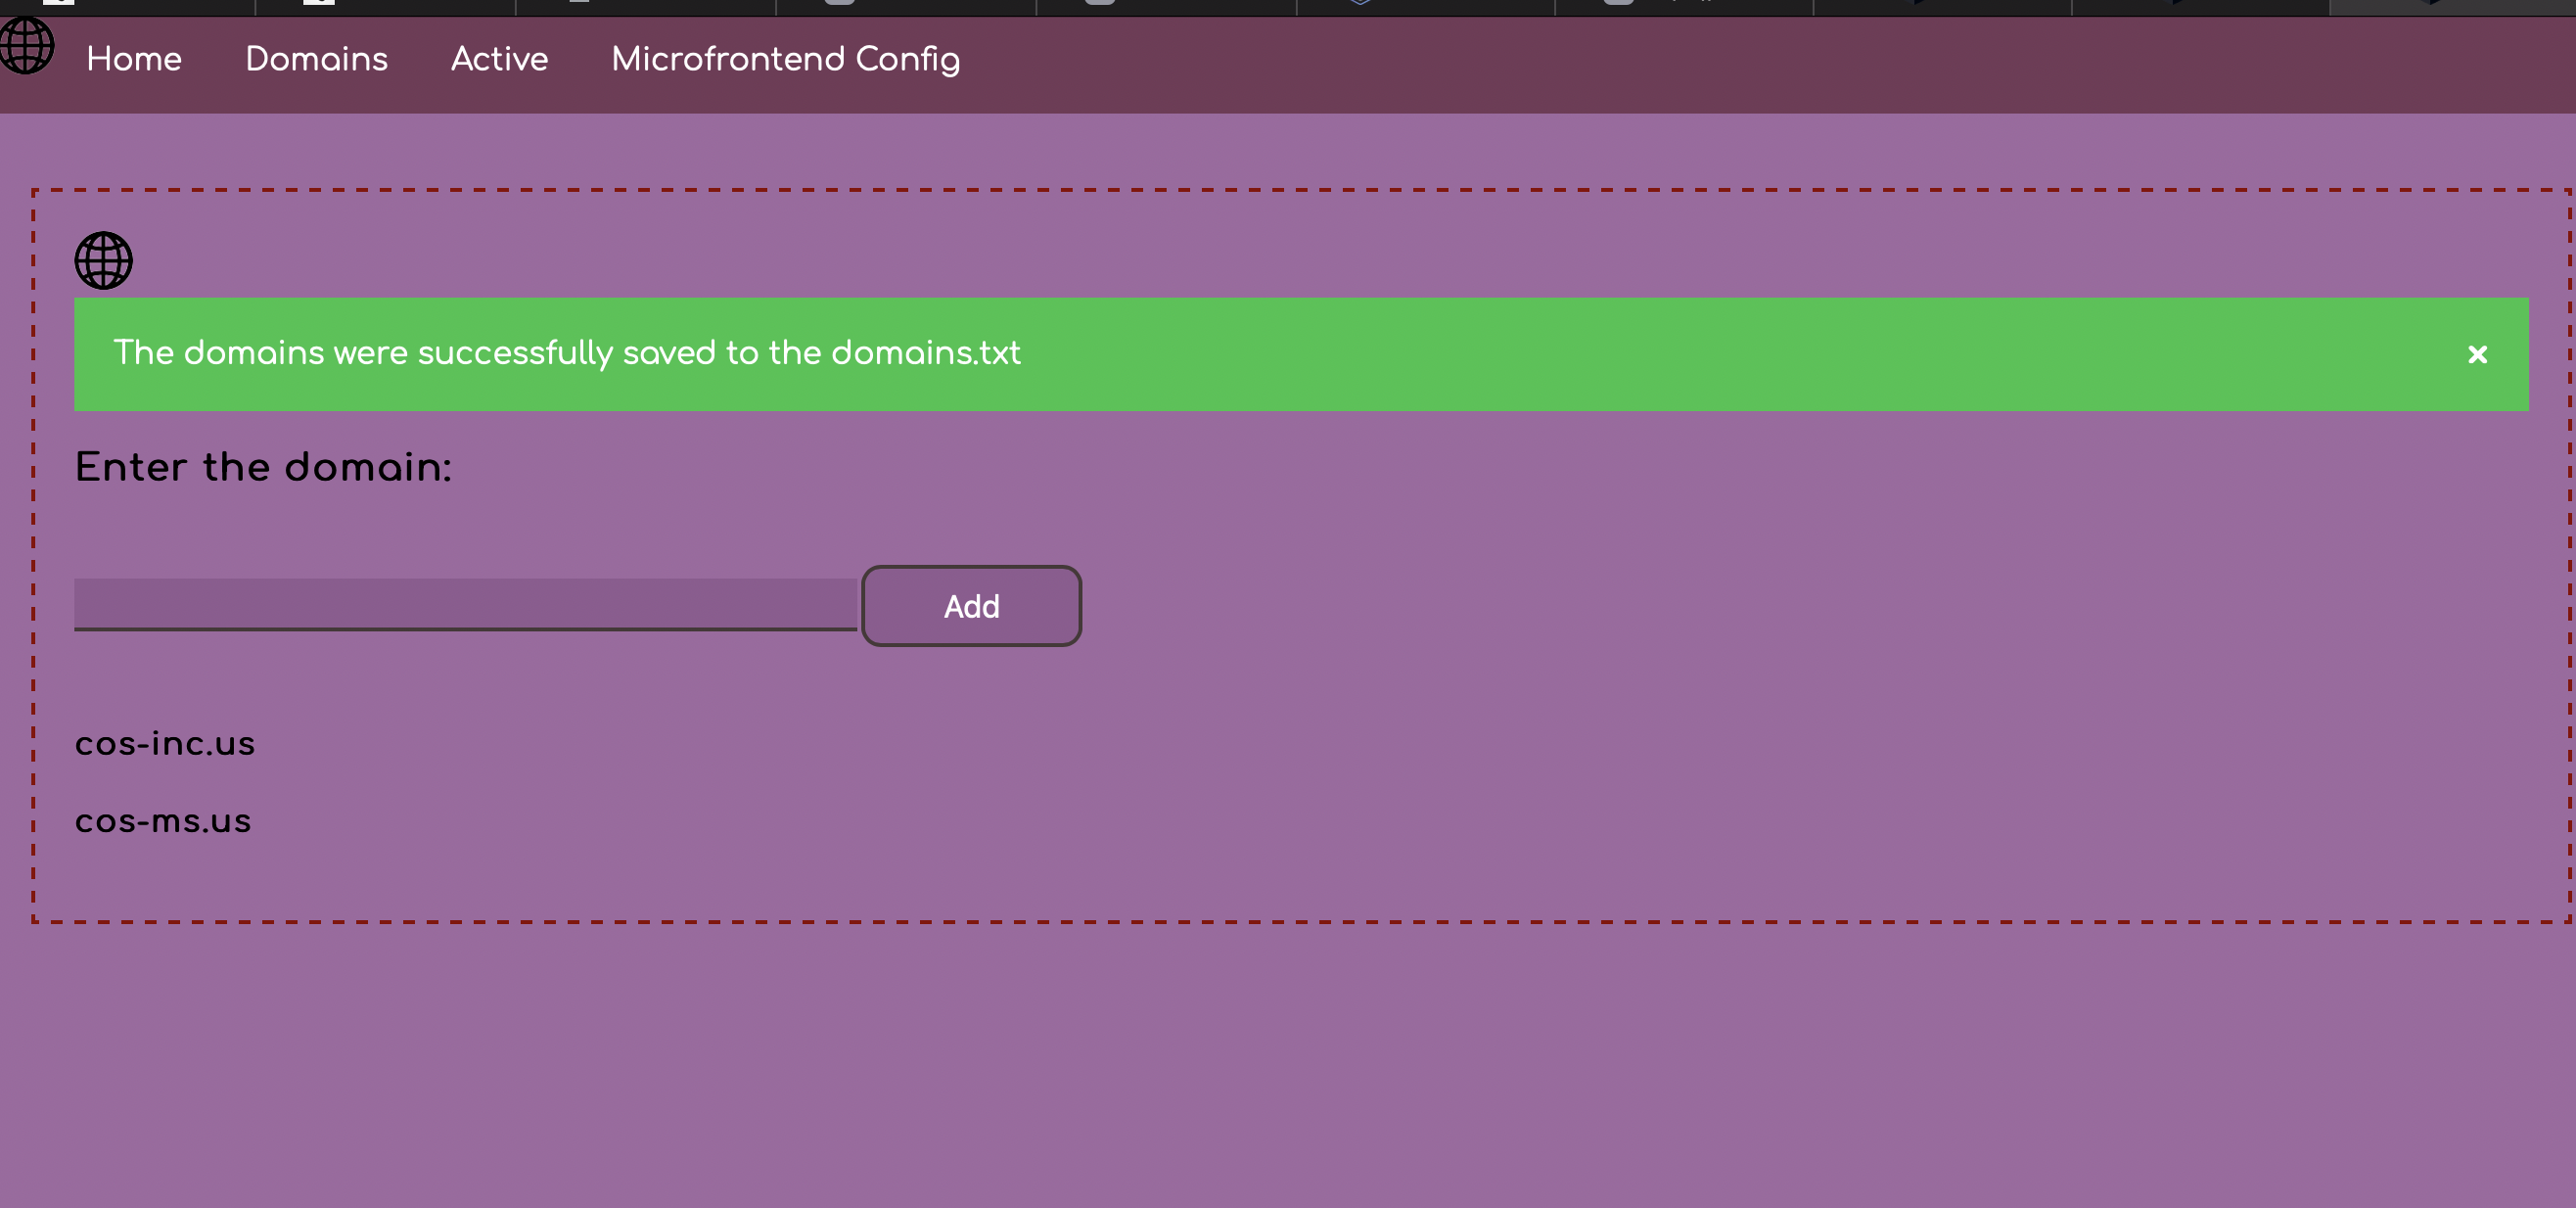 Home Domains Active Microfrontend Config
The domains were successfully saved to the domains.txt
Enter the domain:
Add
cos-inc.us
cos-ms.us